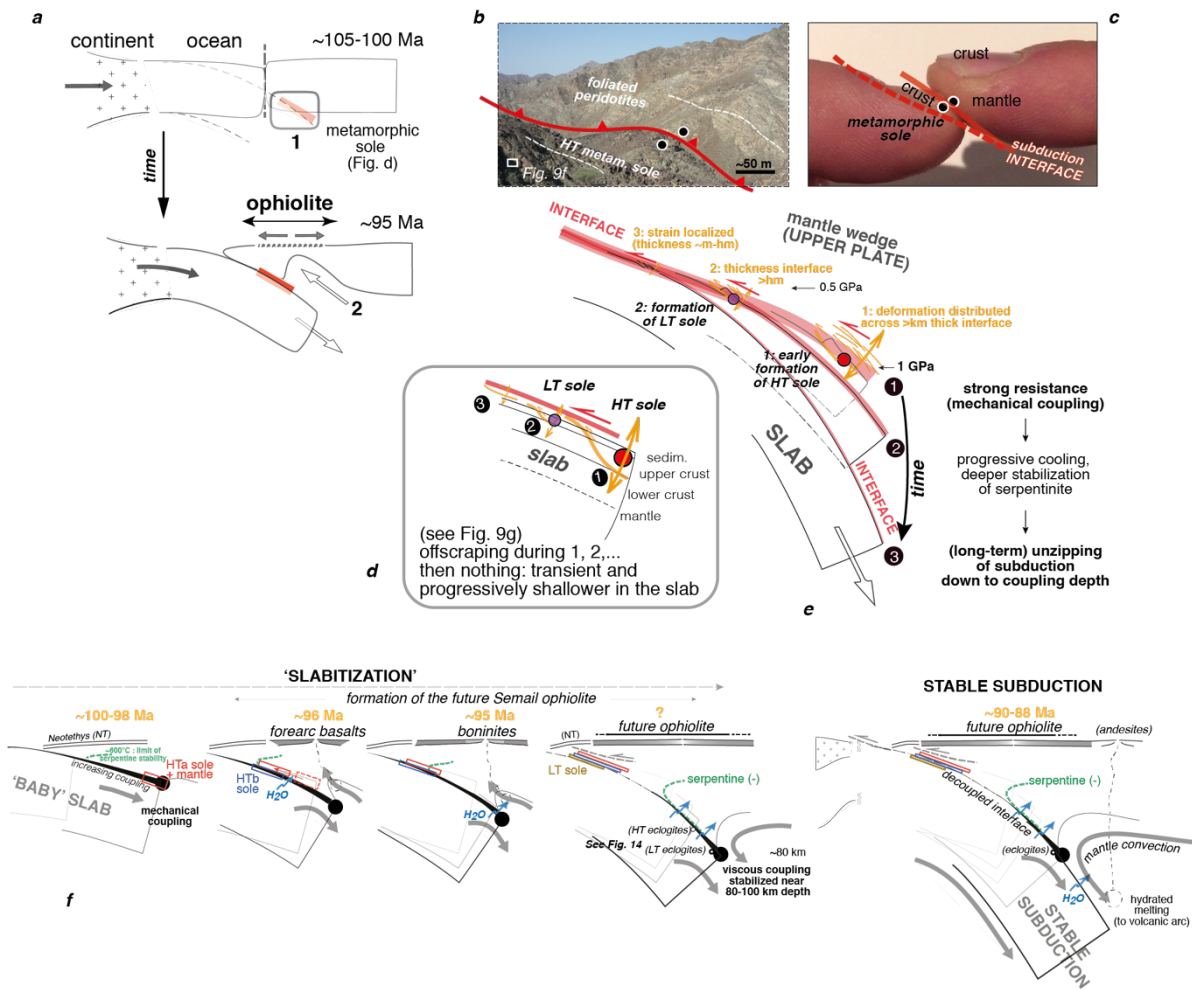 a
continent
ocean
~105-100 Ma
1
metamorphic
sole
(Fig. d)
time
ophiolite
~95 Ma
2
b
foliated
peridotites
HT metam. sole
Fig. 9f
~50 m
c
crust
crust
mantle
metamorphic
sole
subduction
INTERFACE
INTERFACE
3: strain localized
(thickness ~m-hm)
mantle wedge
(UPPER PLATE)
2: thickness interface
>hm
0.5 GPa
2: formation
of LT sole
1: deformation distributed
across >km thick interface
1: early
formation
of HT sole
1 GPa
1
SLAB
2
INTERFACE
time
3
strong resistance
(mechanical coupling)
progressive cooling,
deeper stabilization
of serpentinite
(long-term) unzipping
of subduction
down to coupling depth
e
LT sole
HT sole
3
2
1
slab
sedim.
upper crust
lower crust
mantle
(see Fig. 9g)
offscraping during 1, 2,...
then nothing: transient and
progressively shallower in the slab
d
'SLABITIZATION'
formation of the future Semail ophiolite
~100-98 Ma
Neotethys (NT)
~600°C : limit of
serpentine stability
increasing coupling
HTa sole
+ mantle
'BABY' SLAB
mechanical
coupling
~96 Ma
forearc basalts
HTb
sole
H2O
~95 Ma
boninites
H2O
?
future ophiolite
(NT)
LT sole
serpentine (-)
(HT eclogites)
See Fig. 14
(LT eclogites)
~80 km
viscous coupling
stabilized near
80-100 km depth
f
STABLE SUBDUCTION
~90-88 Ma
future ophiolite
(andesites)
serpentine (-)
decoupled interface
(eclogites)
mantle convection
H2O
hydrated
melting
(to volcanic arc)
STABLE
SUBDUCTION